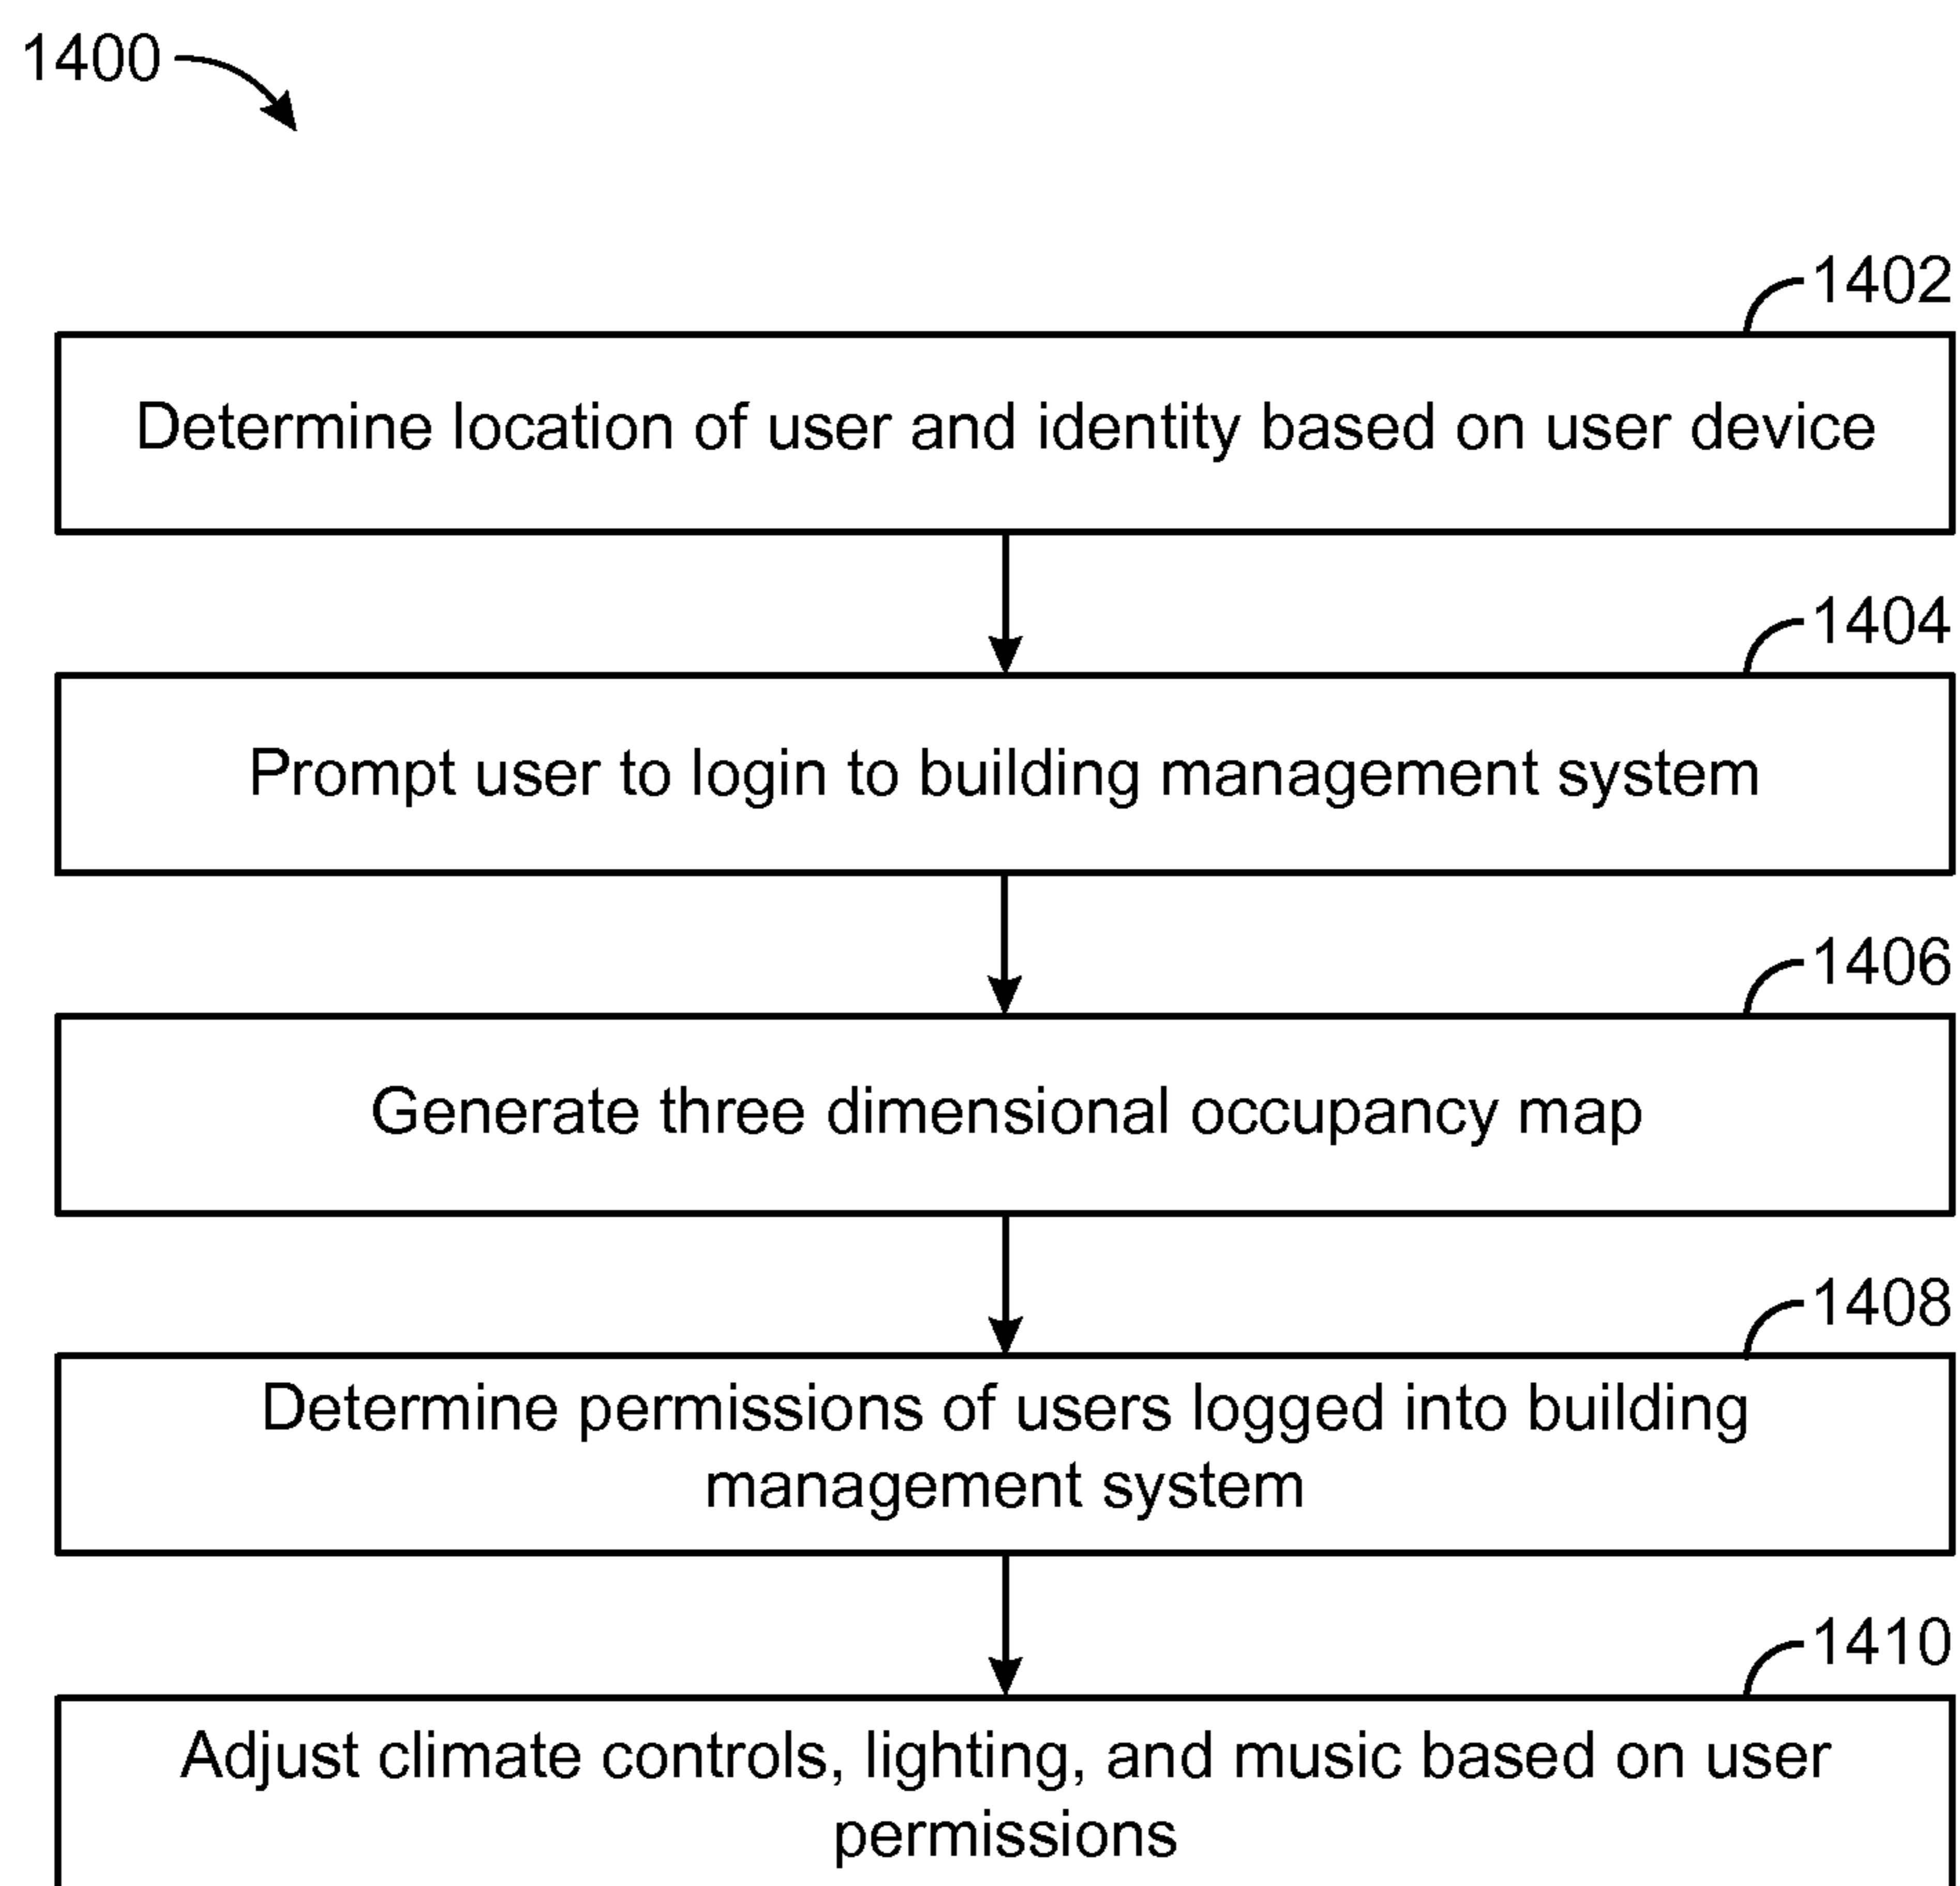 1400
1402
Determine location of user and identity based on user device
1404
Prompt user to login to building management system
1406
Generate three dimensional occupancy map
1408
Determine permissions of users logged into building
management system
1410
Adjust climate controls, lighting, and music based on user
permissions